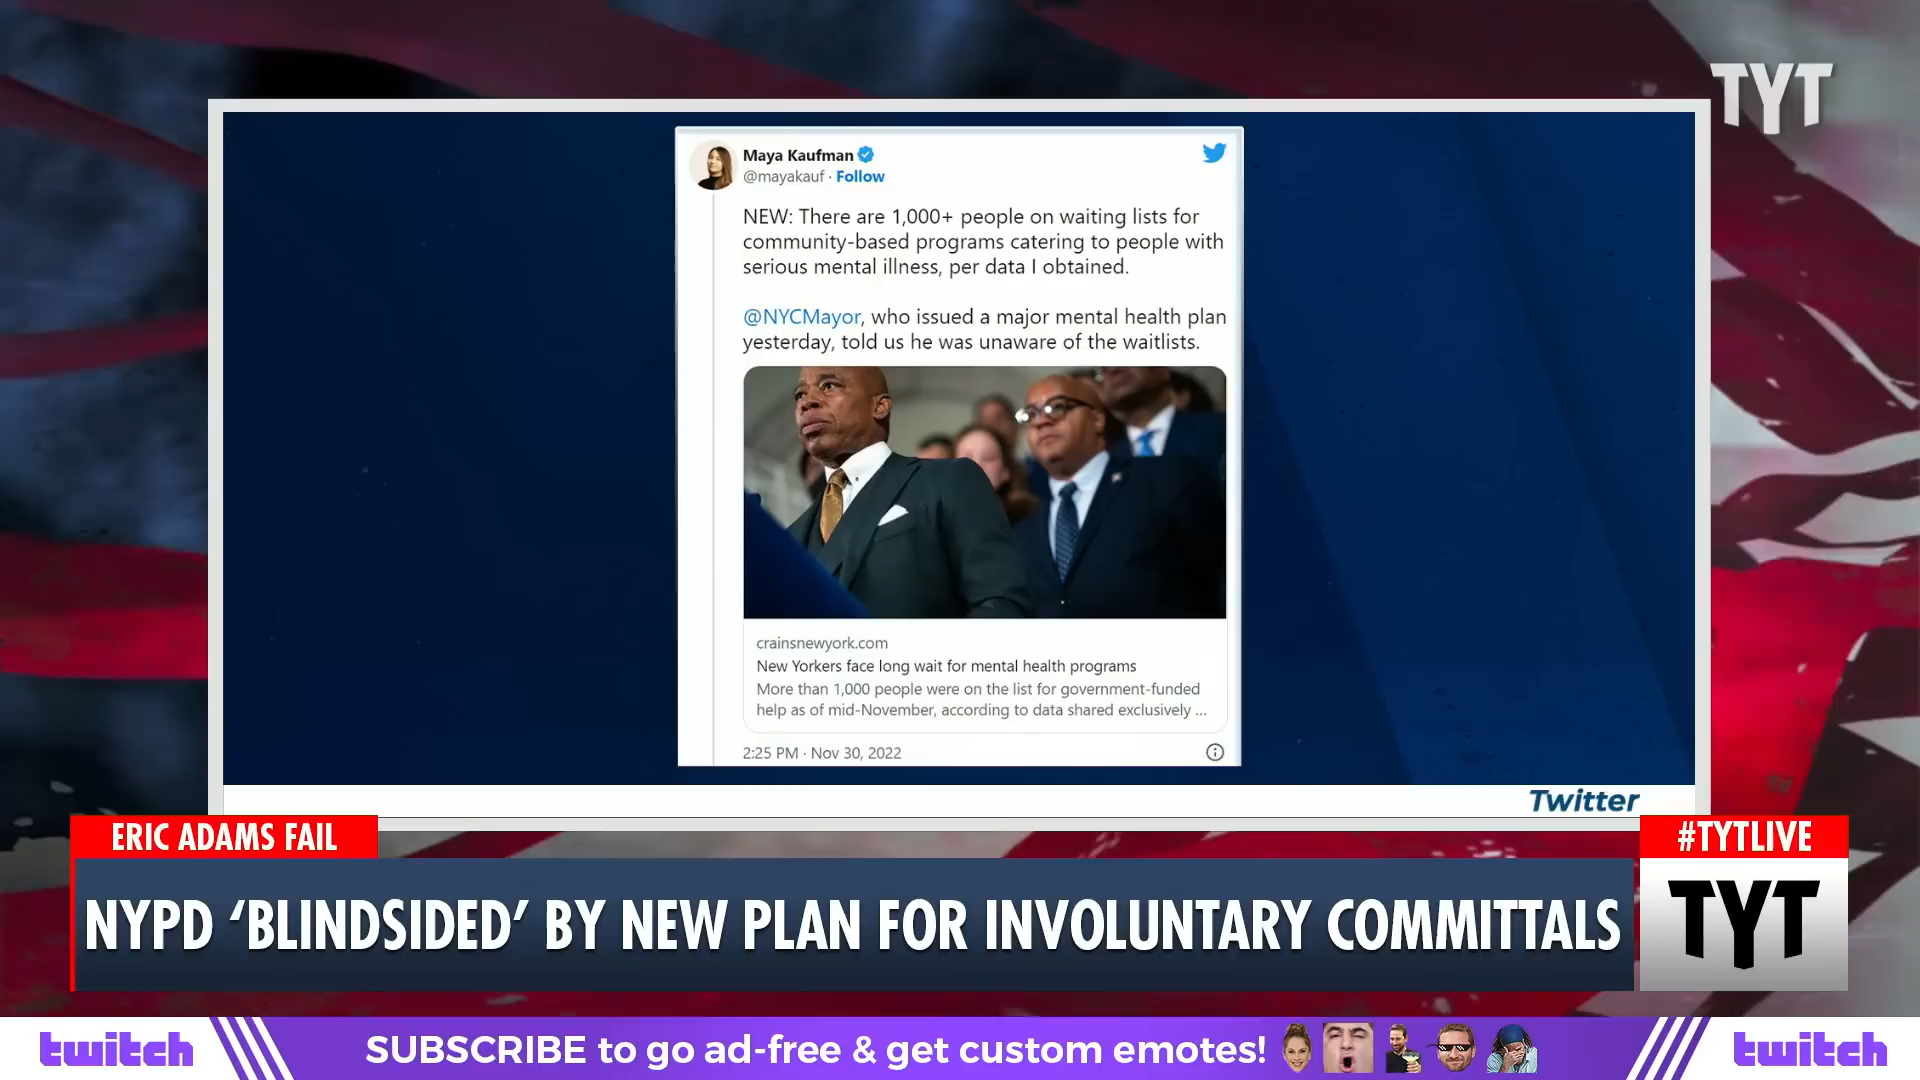 TYT
Maya Kaufman
@mayakauf · Follow
NEW: There are 1,000+ people on waiting lists for
community-based programs catering to people with
serious mental illness, per data I obtained.
@NYCMayor, who issued a major mental health plan
yesterday, told us he was unaware of the waitlists.
crainsnewyork.com
New Yorkers face long wait for mental health programs
More than 1,000 people were on the list for government-funded
help as of mid-November, according to data shared exclusively ...
2:25 PM · Nov 30, 2022
Twitter
ERIC ADAMS FAIL
#TYTLIVE
NYPD ‘BLINDSIDED’ BY NEW PLAN FOR INVOLUNTARY COMMITTALS
TYT
twitch
SUBSCRIBE to go ad-free & get custom emotes!
twitch